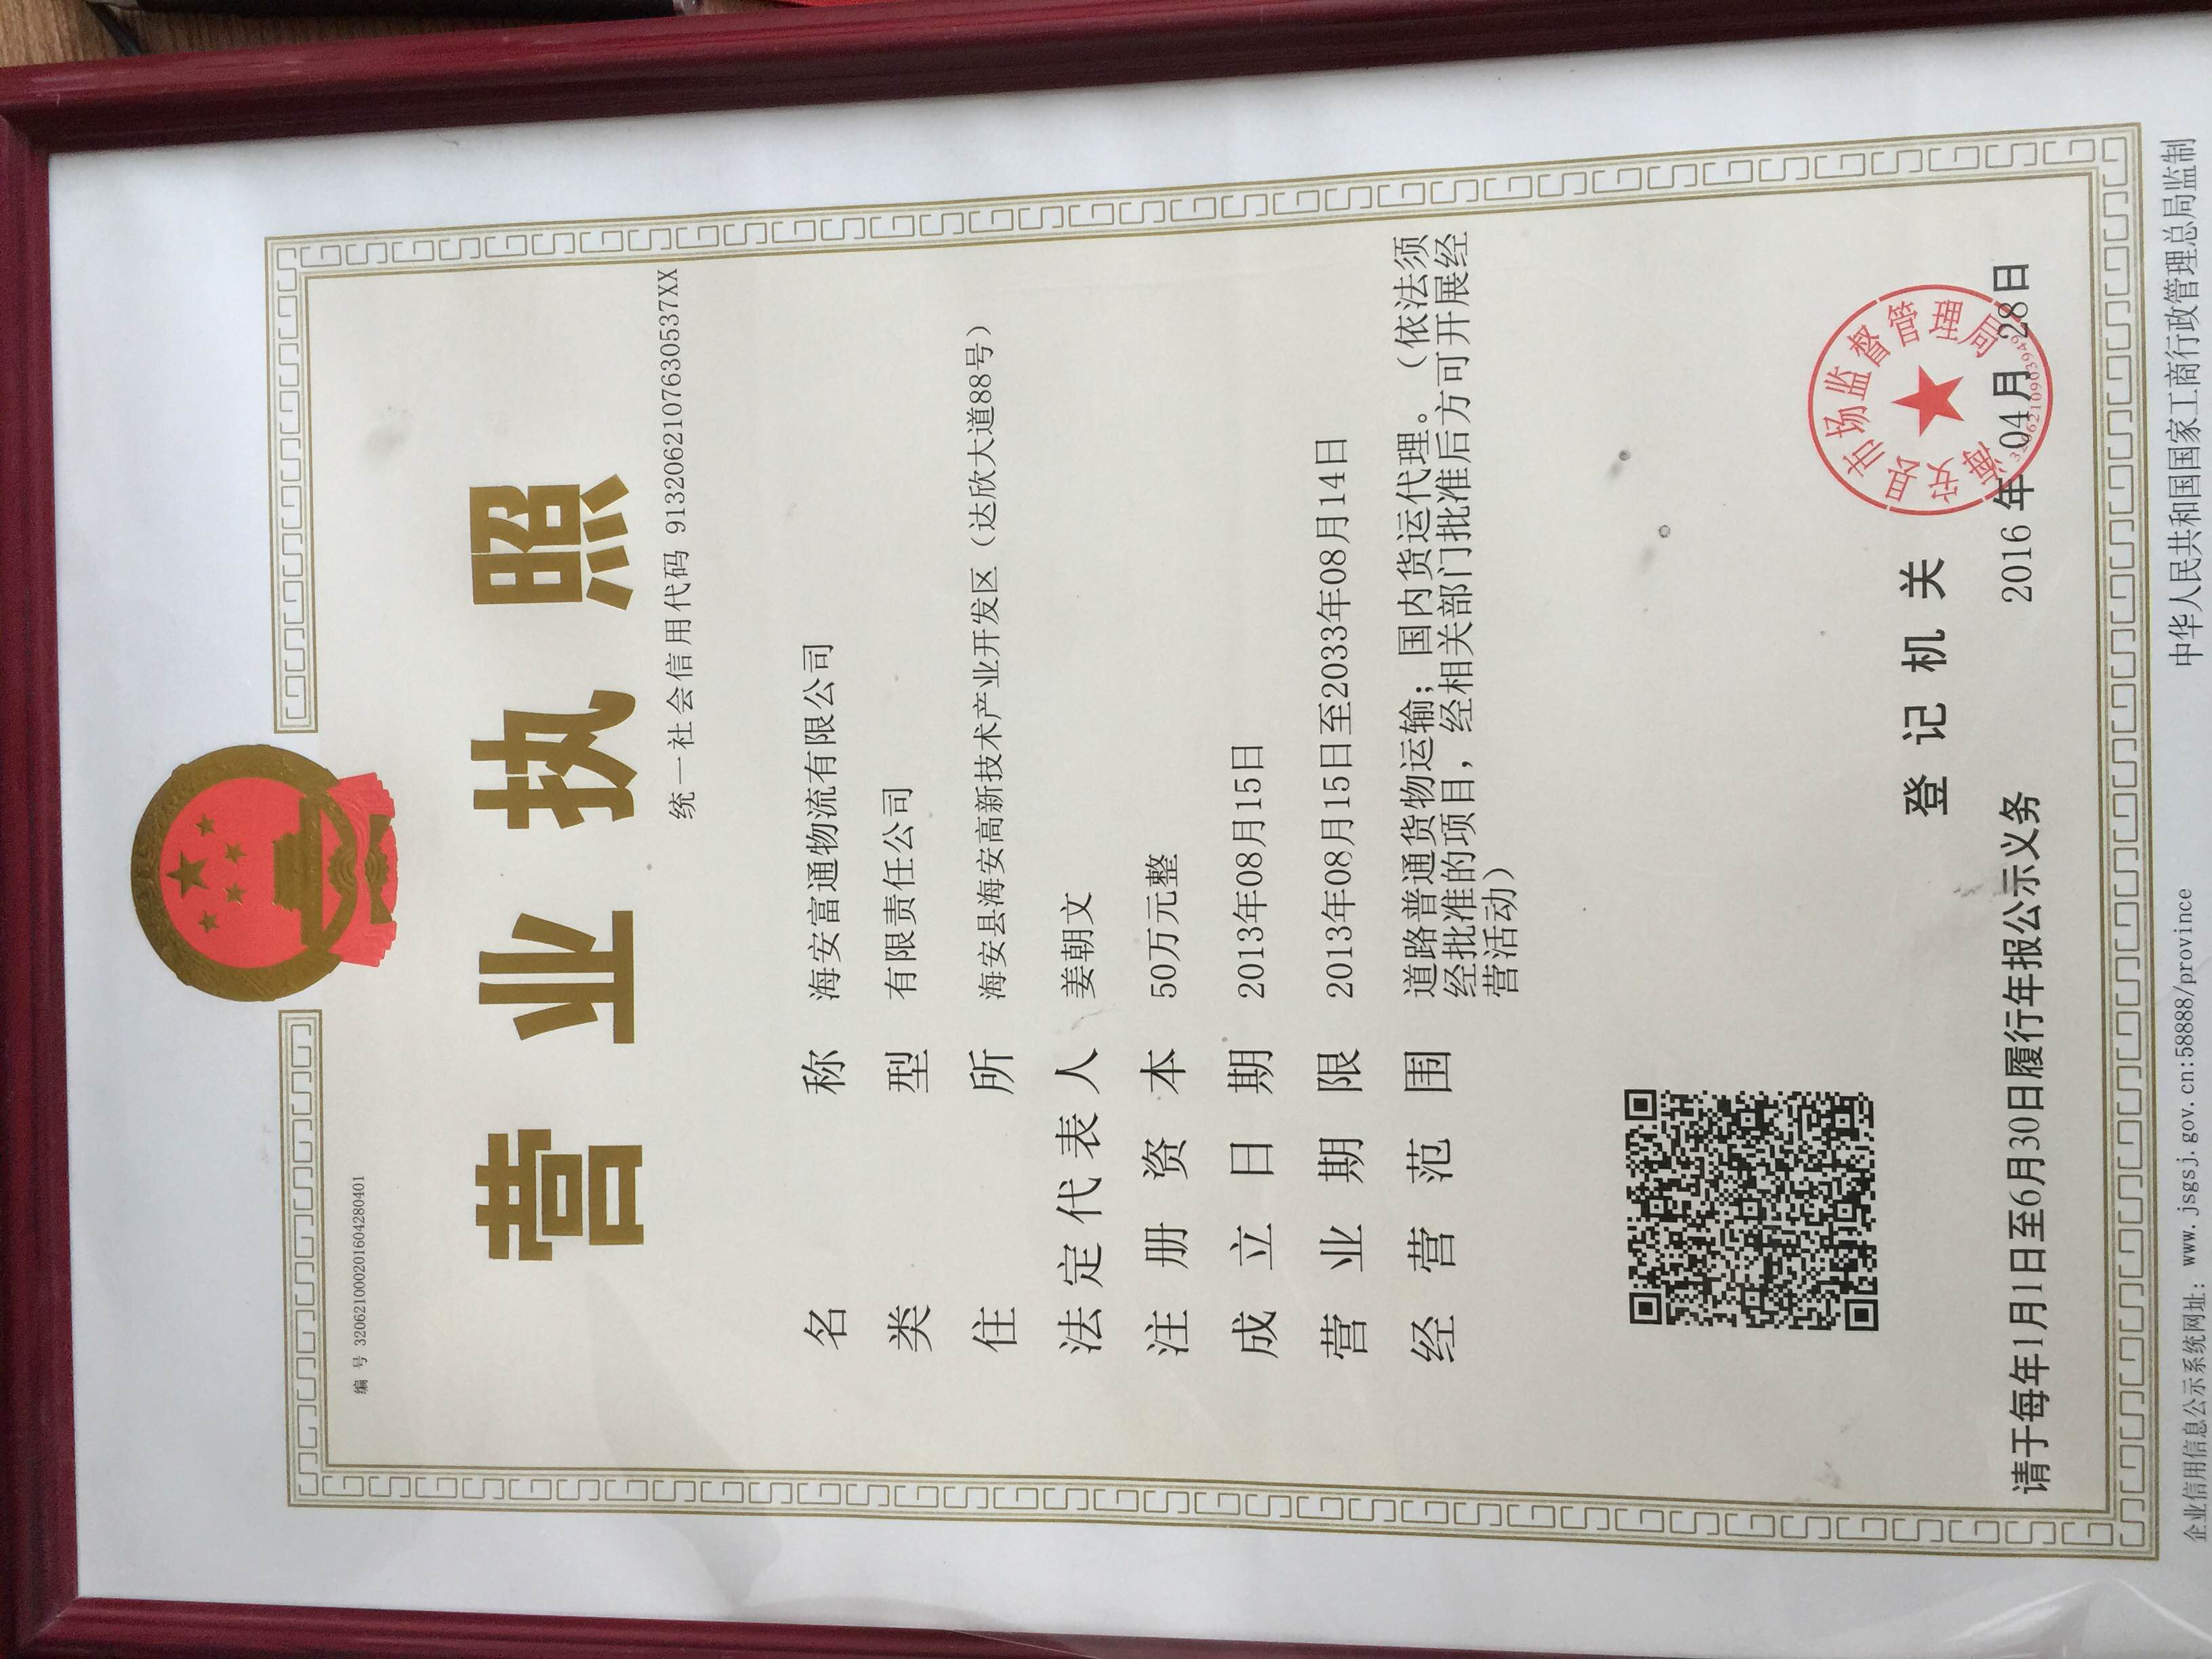 编 号 320621000201604280401
营业执照
统一社会信用代码 9132062107630537XX
名称 海安富通物流有限公司
类型 有限责任公司
住所 海安县海安高新技术产业开发区（达欣大道88号）
法定代表人 姜朝文
注册资本 50万元整
成立日期 2013年08月15日
营业期限 2013年08月15日至2033年08月14日
经营范围 道路普通货物运输；国内货运代理。（依法须
经批准的项目，经相关部门批准后方可开展经
营活动）
登记机关
海安县市场监督管理局
2016年04月28日
请于每年1月1日至6月30日履行年报公示义务
企业信用信息公示系统网址：www.jsgsj.gov.cn:58888/province
中华人民共和国国家工商行政管理总局监制